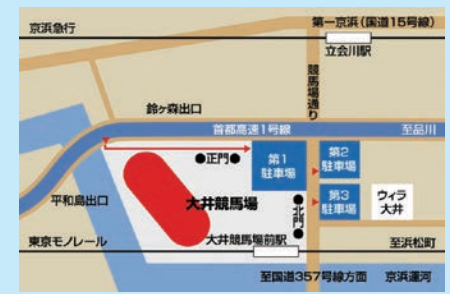 京浜急行
第一京浜(国道15号線)
立会川駅
競馬場通り
鈴ヶ森出口
首都高速1号線
至品川
●正門●
第1
駐車場
第2
駐車場
平和島出口
大井競馬場
●北門●
第3
駐車場
ウィラ
大井
東京モノレール
大井競馬場前駅
至浜松町
至国道357号線方面
京浜運河